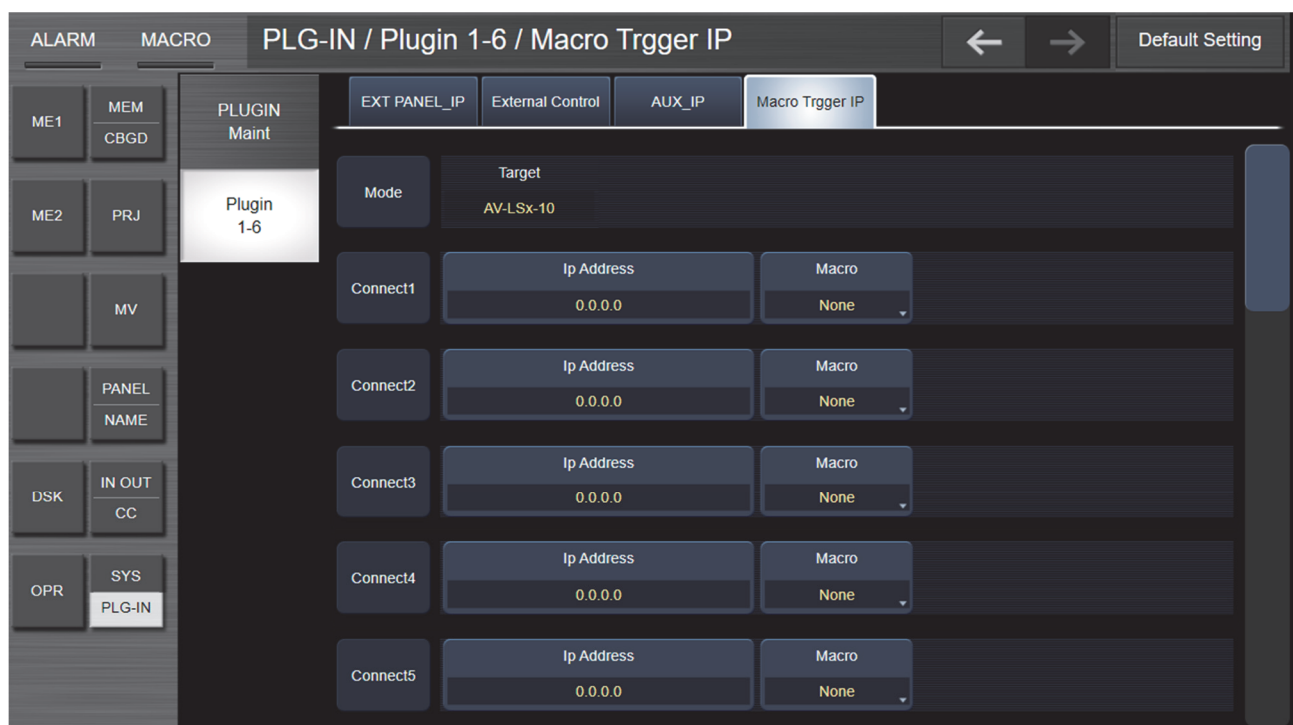 ALARM MACRO PLG-IN / Plugin 1-6 / Macro Trgger IP ← → Default Setting
ME1
MEM
CBGD
ME2
PRJ
MV
PANEL
NAME
DSK
IN OUT
CC
OPR
SYS
PLG-IN
PLUGIN
Maint
Plugin
1-6
EXT PANEL_IP External Control AUX_IP Macro Trgger IP
Mode
Target
AV-LSx-10
Connect1
Ip Address
0.0.0.0
Macro
None
Connect2
Ip Address
0.0.0.0
Macro
None
Connect3
Ip Address
0.0.0.0
Macro
None
Connect4
Ip Address
0.0.0.0
Macro
None
Connect5
Ip Address
0.0.0.0
Macro
None